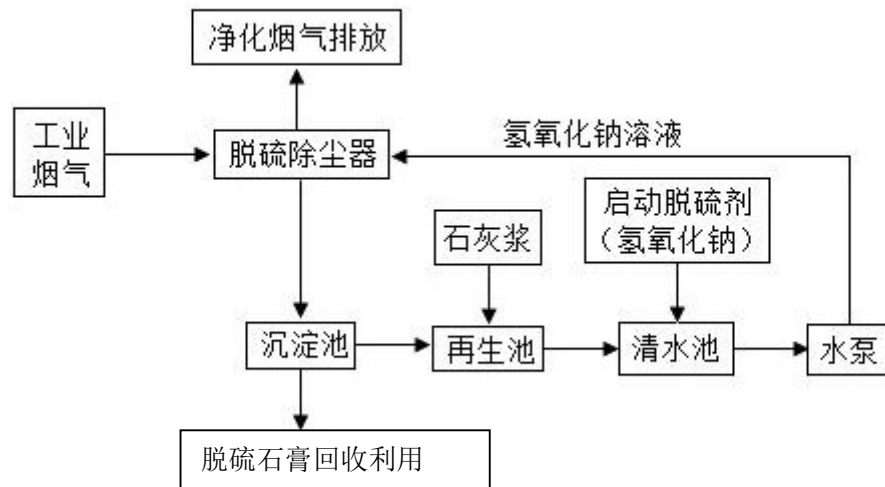 净化烟气排放
工业
烟气
脱硫除尘器
氢氧化钠溶液
启动脱硫剂
（氢氧化钠）
石灰浆
沉淀池
再生池
清水池
水泵
脱硫石膏回收利用